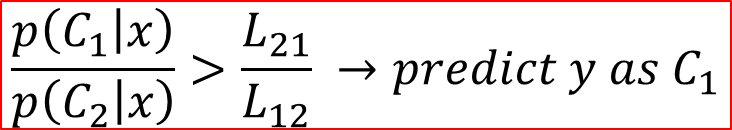 p(C₁|x) / p(C₂|x) > L₂₁ / L₁₂ → predict y as C₁